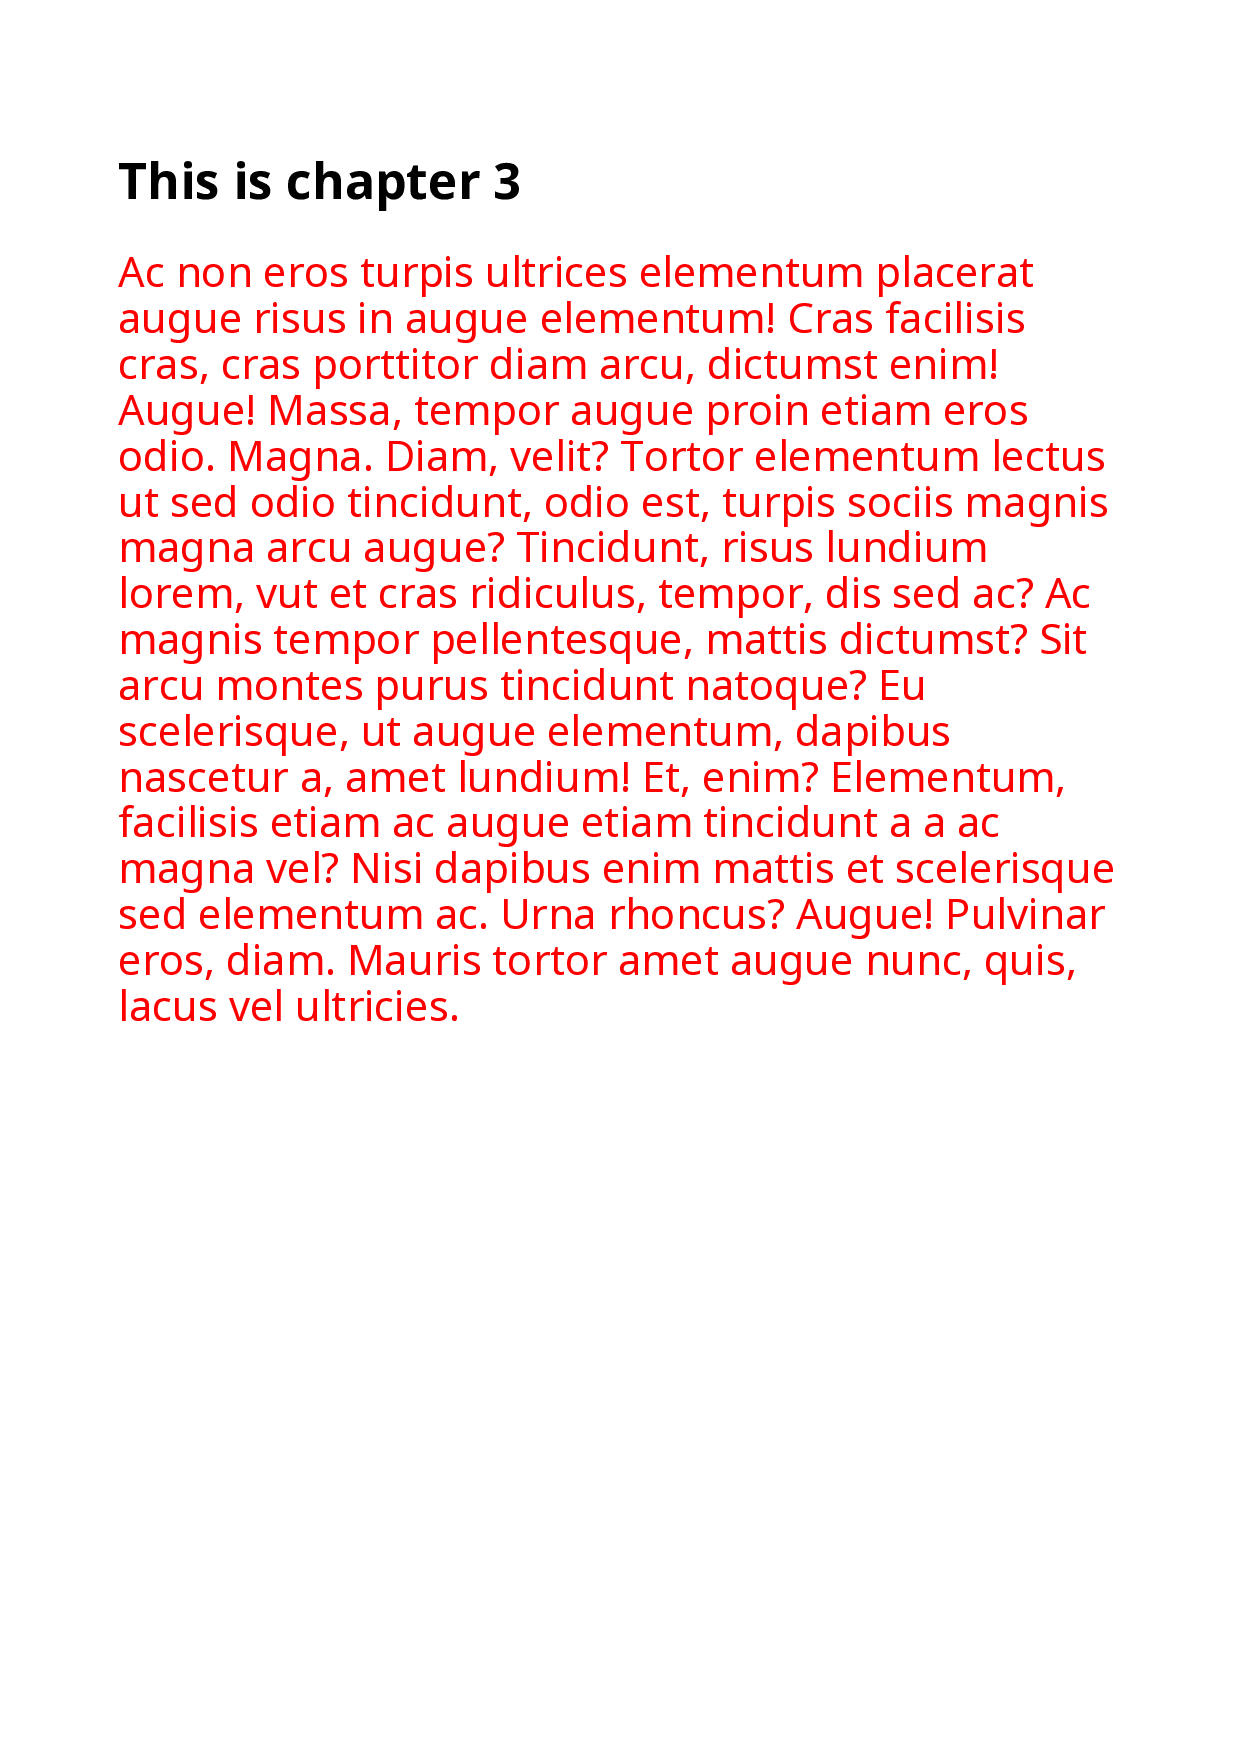 This is chapter 3
Ac non eros turpis ultrices elementum placerat
augue risus in augue elementum! Cras facilisis
cras, cras porttitor diam arcu, dictumst enim!
Augue! Massa, tempor augue proin etiam eros
odio. Magna. Diam, velit? Tortor elementum lectus
ut sed odio tincidunt, odio est, turpis sociis magnis
magna arcu augue? Tincidunt, risus lundium
lorem, vut et cras ridiculus, tempor, dis sed ac? Ac
magnis tempor pellentesque, mattis dictumst? Sit
arcu montes purus tincidunt natoque? Eu
scelerisque, ut augue elementum, dapibus
nascetur a, amet lundium! Et, enim? Elementum,
facilisis etiam ac augue etiam tincidunt a a ac
magna vel? Nisi dapibus enim mattis et scelerisque
sed elementum ac. Urna rhoncus? Augue! Pulvinar
eros, diam. Mauris tortor amet augue nunc, quis,
lacus vel ultricies.